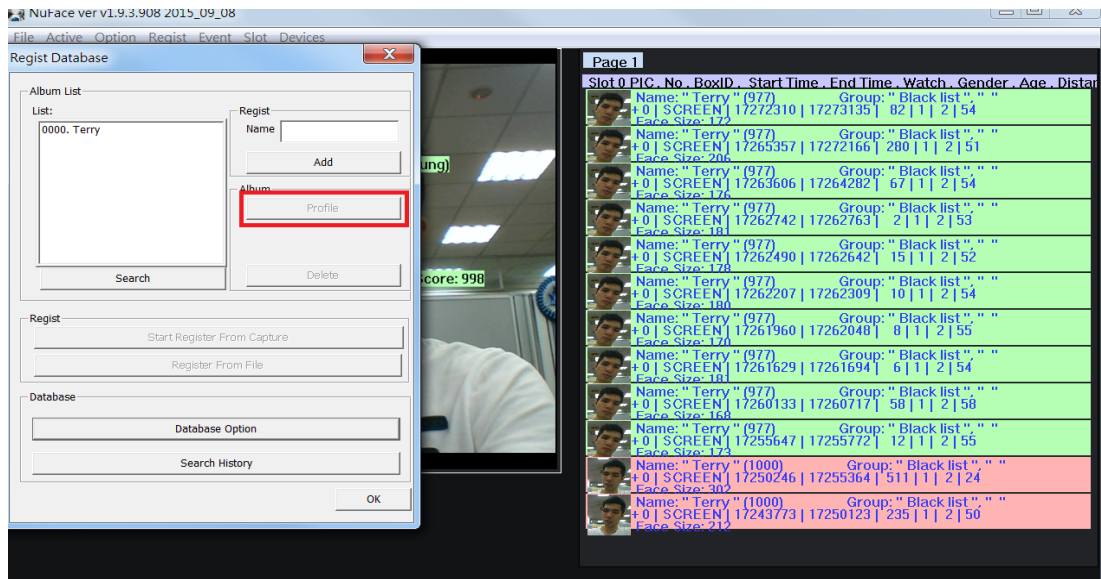 NuFace ver v1.9.3.908 2015_09_08
File Active Option Regist Event Slot Devices
Regist Database
Album List
List:
0000. Terry
Search
Regist
Name
Add
Album
Profile
Delete
Regist
Start Register From Capture
Register From File
Database
Database Option
Search History
OK
ung)
Score: 998
Page 1
Slot 0 PIC . No . BoxID . Start Time . End Time . Watch . Gender . Age . Distan
Name: " Terry " (977) Group: " Black list ", " "
+ 0 | SCREEN | 17272310 | 17273135 | 82 | 1 | 2 | 54
Face Size: 172
Name: " Terry " (977) Group: " Black list ", " "
+ 0 | SCREEN | 17265357 | 17272166 | 280 | 1 | 2 | 51
Face Size: 206
Name: " Terry " (977) Group: " Black list ", " "
+ 0 | SCREEN | 17263606 | 17264282 | 67 | 1 | 2 | 54
Face Size: 176
Name: " Terry " (977) Group: " Black list ", " "
+ 0 | SCREEN | 17262742 | 17262763 | 2 | 1 | 2 | 53
Face Size: 181
Name: " Terry " (977) Group: " Black list ", " "
+ 0 | SCREEN | 17262490 | 17262642 | 15 | 1 | 2 | 52
Face Size: 178
Name: " Terry " (977) Group: " Black list ", " "
+ 0 | SCREEN | 17262207 | 17262309 | 10 | 1 | 2 | 54
Face Size: 180
Name: " Terry " (977) Group: " Black list ", " "
+ 0 | SCREEN | 17261960 | 17262048 | 8 | 1 | 2 | 55
Face Size: 170
Name: " Terry " (977) Group: " Black list ", " "
+ 0 | SCREEN | 17261629 | 17261694 | 6 | 1 | 2 | 54
Face Size: 181
Name: " Terry " (977) Group: " Black list ", " "
+ 0 | SCREEN | 17260133 | 17260717 | 58 | 1 | 2 | 58
Face Size: 168
Name: " Terry " (977) Group: " Black list ", " "
+ 0 | SCREEN | 17255647 | 17255772 | 12 | 1 | 2 | 55
Face Size: 173
Name: " Terry " (1000) Group: " Black list ", " "
+ 0 | SCREEN | 17250246 | 17255364 | 511 | 1 | 2 | 24
Face Size: 302
Name: " Terry " (1000) Group: " Black list ", " "
+ 0 | SCREEN | 17243773 | 17250123 | 235 | 1 | 2 | 50
Face Size: 212